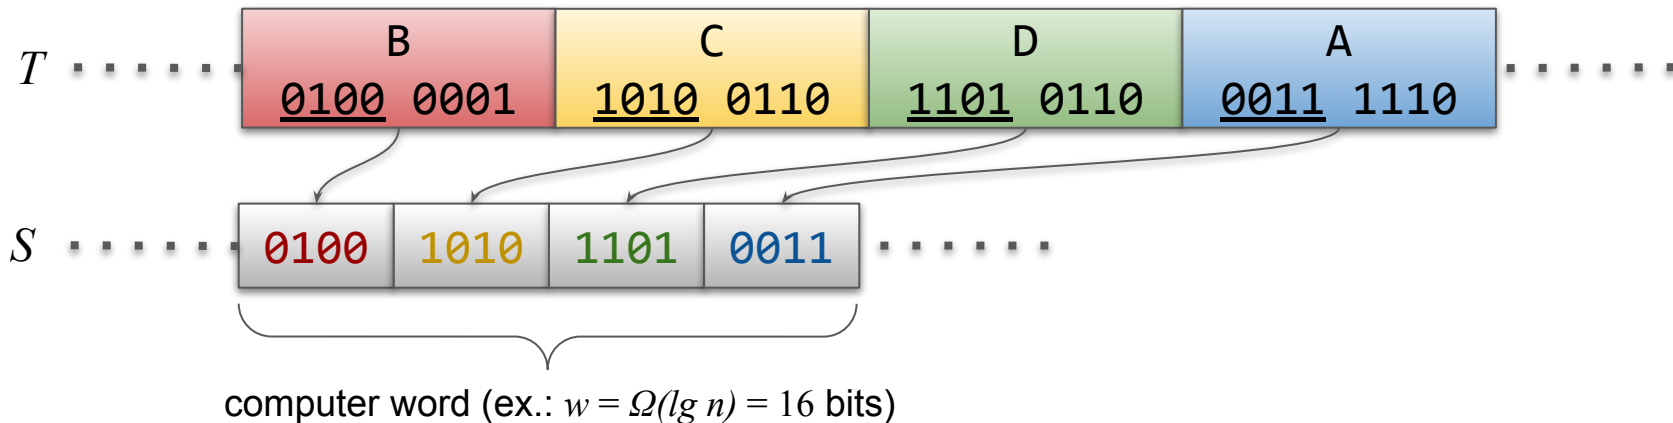 B C D A
T 0100 0001 1010 0110 1101 0110 0011 1110
S 0100 1010 1101 0011
computer word (ex.: w = Ω(lg n) = 16 bits)